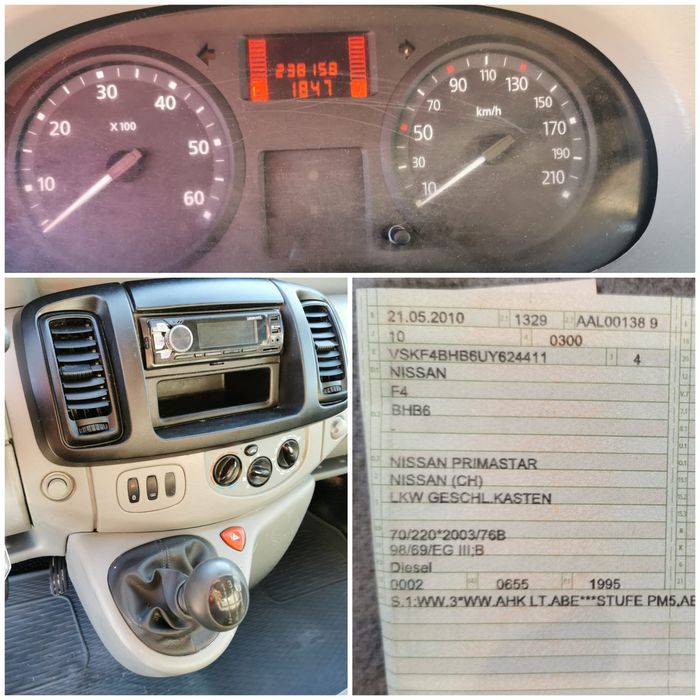 238158
1847
10
20
30
40
50
60
X 100
10
30
50
70
90
110
130
150
170
190
210
km/h
21.05.2010 1329 AAL00138 9
10 0300
VSKF4BHB6UY624411 4
NISSAN
F4
BHB6
-
NISSAN PRIMASTAR
NISSAN (CH)
LKW GESCHL.KASTEN
70/220*2003/76B
98/69/EG III;B
Diesel
0002 0655 1995
S.1:WW.3*WW.AHK LT.ABE***STUFE PM5,AB